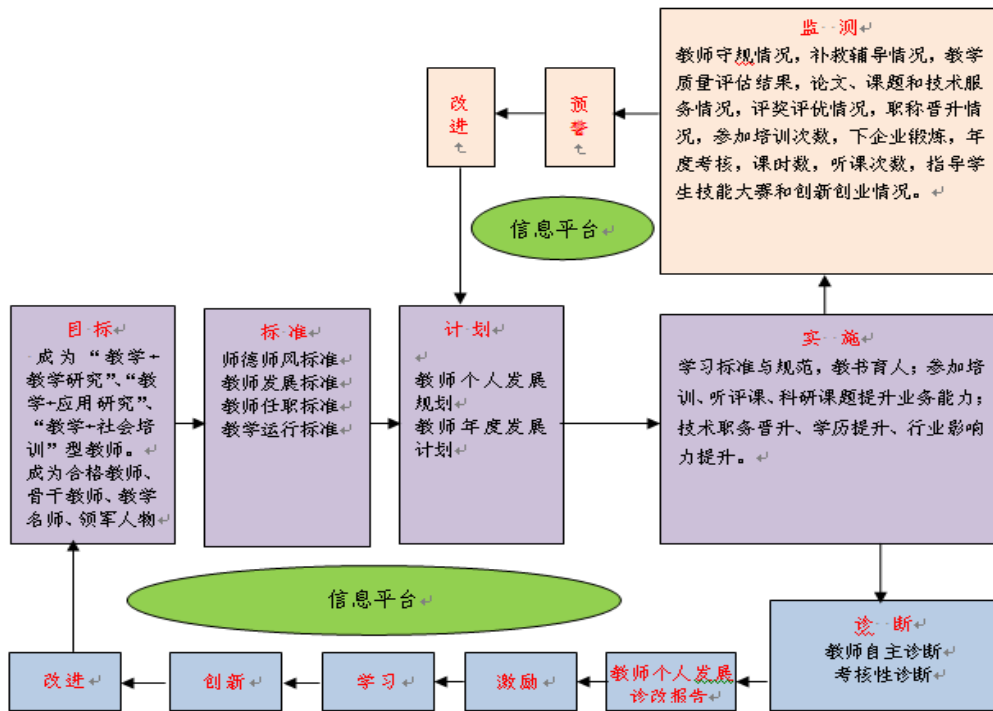 监 测
教师守规情况，补救辅导情况，教学
质量评估结果，论文、课题和技术服
务情况，评奖评优情况，职称晋升情
况，参加培训次数，下企业锻炼，年
度考核，课时数，听课次数，指导学
生技能大赛和创新创业情况。
预
警
改
进
信息平台
目 标
成为“教学+
教学研究”、“教
学+应用研究”、
“教学+社会培
训”型教师。
成为合格教师、
骨干教师、教学
名师、领军人物
标 准
师德师风标准
教师发展标准
教师任职标准
教学运行标准
计 划
教师个人发展
规划
教师年度发展
计划
实 施
学习标准与规范，教书育人；参加培
训、听评课、科研课题提升业务能力；
技术职务晋升、学历提升、行业影响
力提升。
信息平台
诊 断
教师自主诊断
考核性诊断
教师个人发展
诊改报告
激励
学习
创新
改进